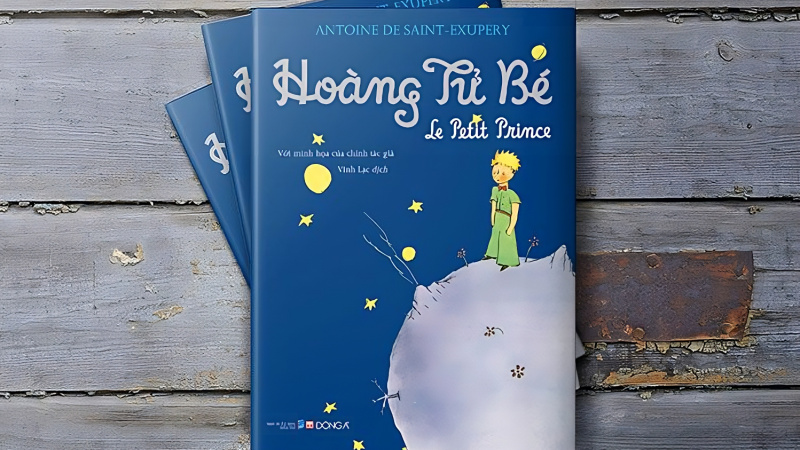 ANTOINE DE SAINT-EXUPERY
Hoàng Tử Bé
Le Petit Prince
Với minh họa của chính tác giả
Vĩnh Lạc dịch
ĐÔNG A